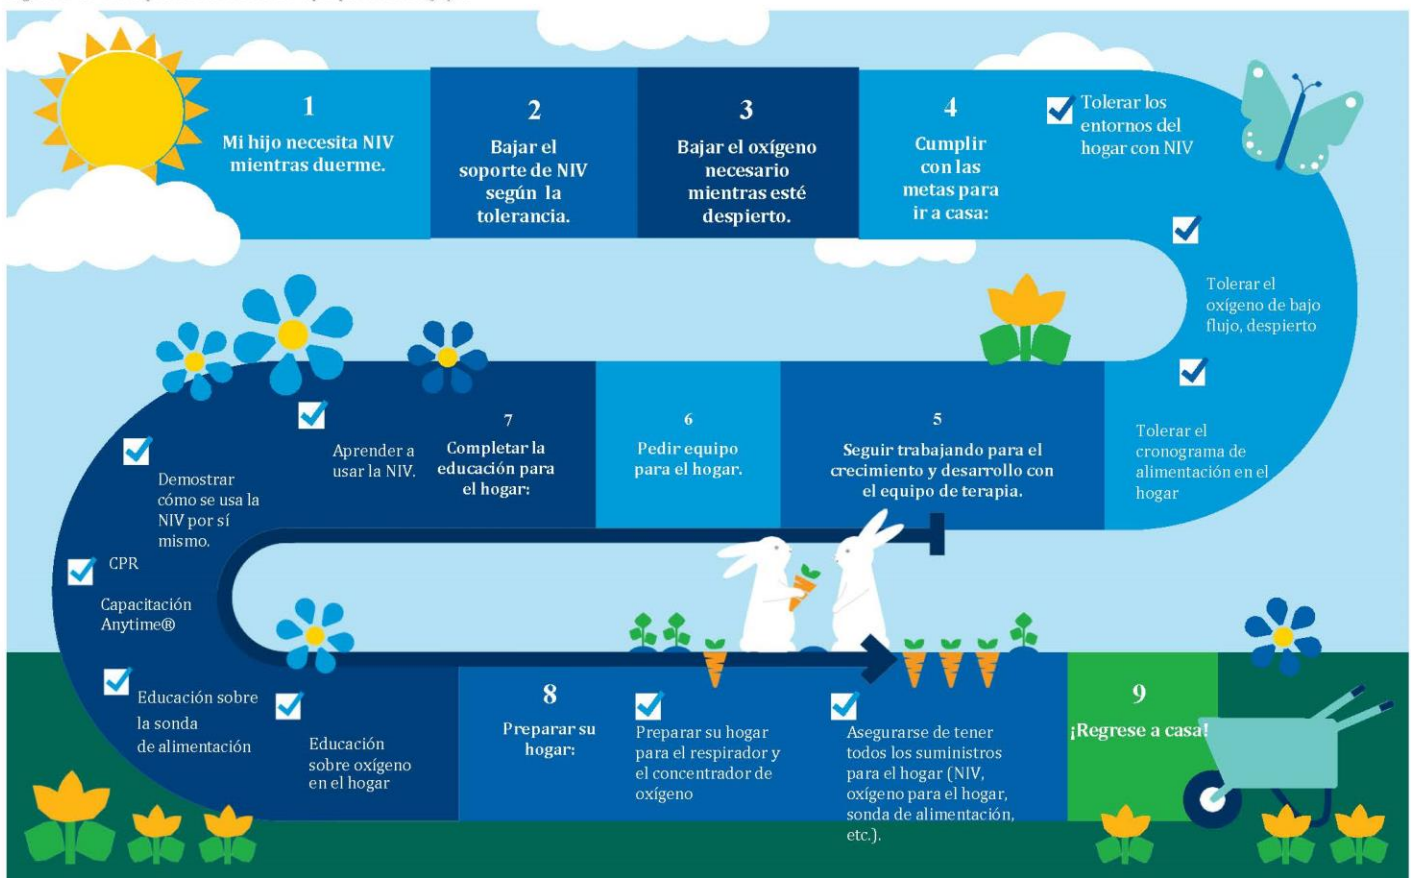 1
Mi hijo necesita NIV
mientras duerme.
2
Bajar el
soporte de NIV
según la
tolerancia.
3
Bajar el oxígeno
necesario
mientras esté
despierto.
4
Cumplir
con las
metas para
ir a casa:
Tolerar los
entornos del
hogar con NIV
Tolerar el
oxígeno de bajo
flujo, despierto
Tolerar el
cronograma de
alimentación en el
hogar
5
Seguir trabajando para el
crecimiento y desarrollo con
el equipo de terapia.
6
Pedir equipo
para el hogar.
7
Completar la
educación para
el hogar:
Aprender a
usar la NIV.
Demostrar
cómo se usa la
NIV por sí
mismo.
CPR
Capacitación
Anytime®
Educación sobre
la sonda
de alimentación
Educación
sobre oxígeno
en el hogar
8
Preparar su
hogar:
Preparar su hogar
para el respirador y
el concentrador de
oxígeno
Asegurarse de tener
todos los suministros
para el hogar (NIV,
oxígeno para el hogar,
sonda de alimentación,
etc.).
9
¡Regrese a casa!